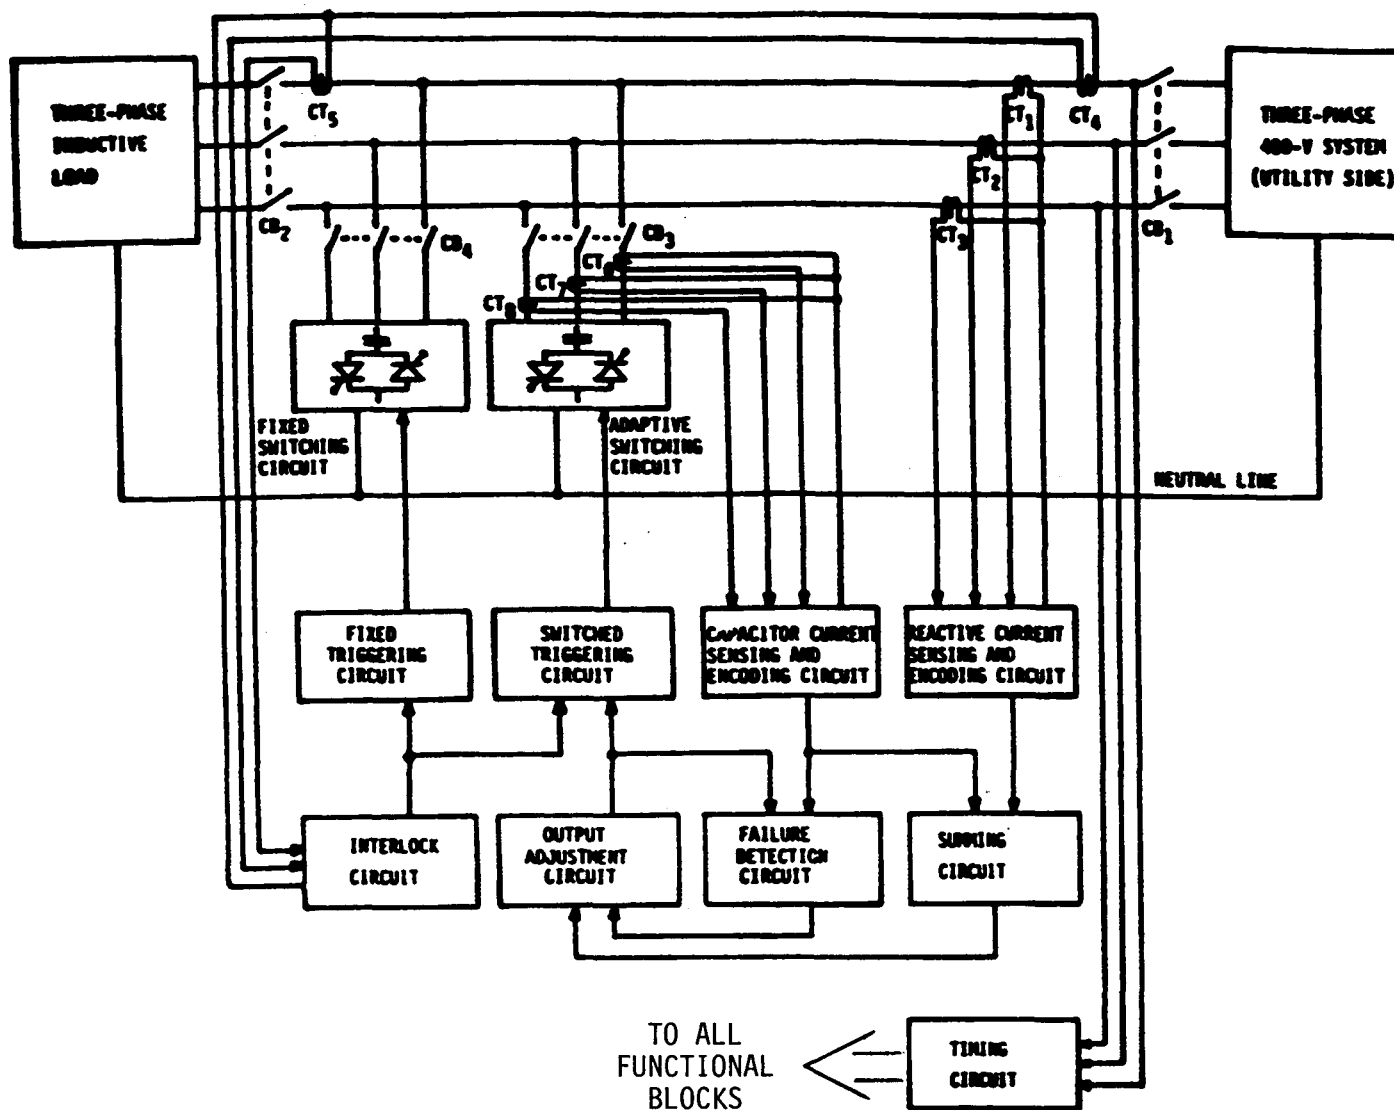 THREE-PHASE
INDUCTIVE
LOAD
CT5
CT1
CT4
THREE-PHASE
480-V SYSTEM
(UTILITY SIDE)
CT2
CT3
CB2
CB4
CB3
CB1
CT6
CT7
CT8
FIXED
SWITCHING
CIRCUIT
ADAPTIVE
SWITCHING
CIRCUIT
NEUTRAL LINE
FIXED
TRIGGERING
CIRCUIT
SWITCHED
TRIGGERING
CIRCUIT
CAPACITOR CURRENT
SENSING AND
ENCODING CIRCUIT
REACTIVE CURRENT
SENSING AND
ENCODING CIRCUIT
INTERLOCK
CIRCUIT
OUTPUT
ADJUSTMENT
CIRCUIT
FAILURE
DETECTION
CIRCUIT
SUMMING
CIRCUIT
TO ALL
FUNCTIONAL
BLOCKS
TIMING
CIRCUIT